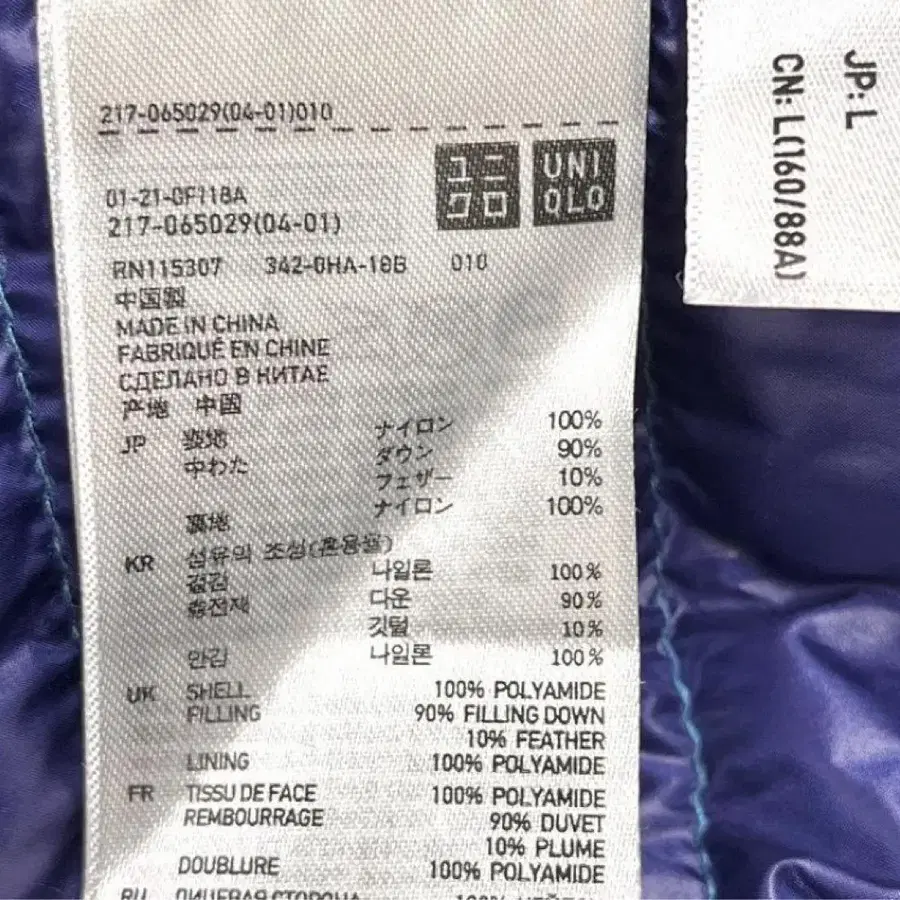 217-065029(04-01)010
ユニクロ
UNIQLO
01-21-0F118A
217-065029(04-01)
RN115307 342-0HA-18B 010
中国製
MADE IN CHINA
FABRIQUÉ EN CHINE
СДЕЛАНО В КИТАЕ
产地 中国
JP 表地 ナイロン 100%
中わた ダウン 90%
フェザー 10%
裏地 ナイロン 100%
KR 섬유의 조성(혼용율)
겉감 나일론 100%
충전재 다운 90%
깃털 10%
안감 나일론 100%
UK SHELL 100% POLYAMIDE
FILLING 90% FILLING DOWN
10% FEATHER
LINING 100% POLYAMIDE
FR TISSU DE FACE 100% POLYAMIDE
REMBOURRAGE 90% DUVET
10% PLUME
DOUBLURE 100% POLYAMIDE
RU ЛИЦЕВАЯ СТОРОНА
JP: L
CN: L(160/88A)